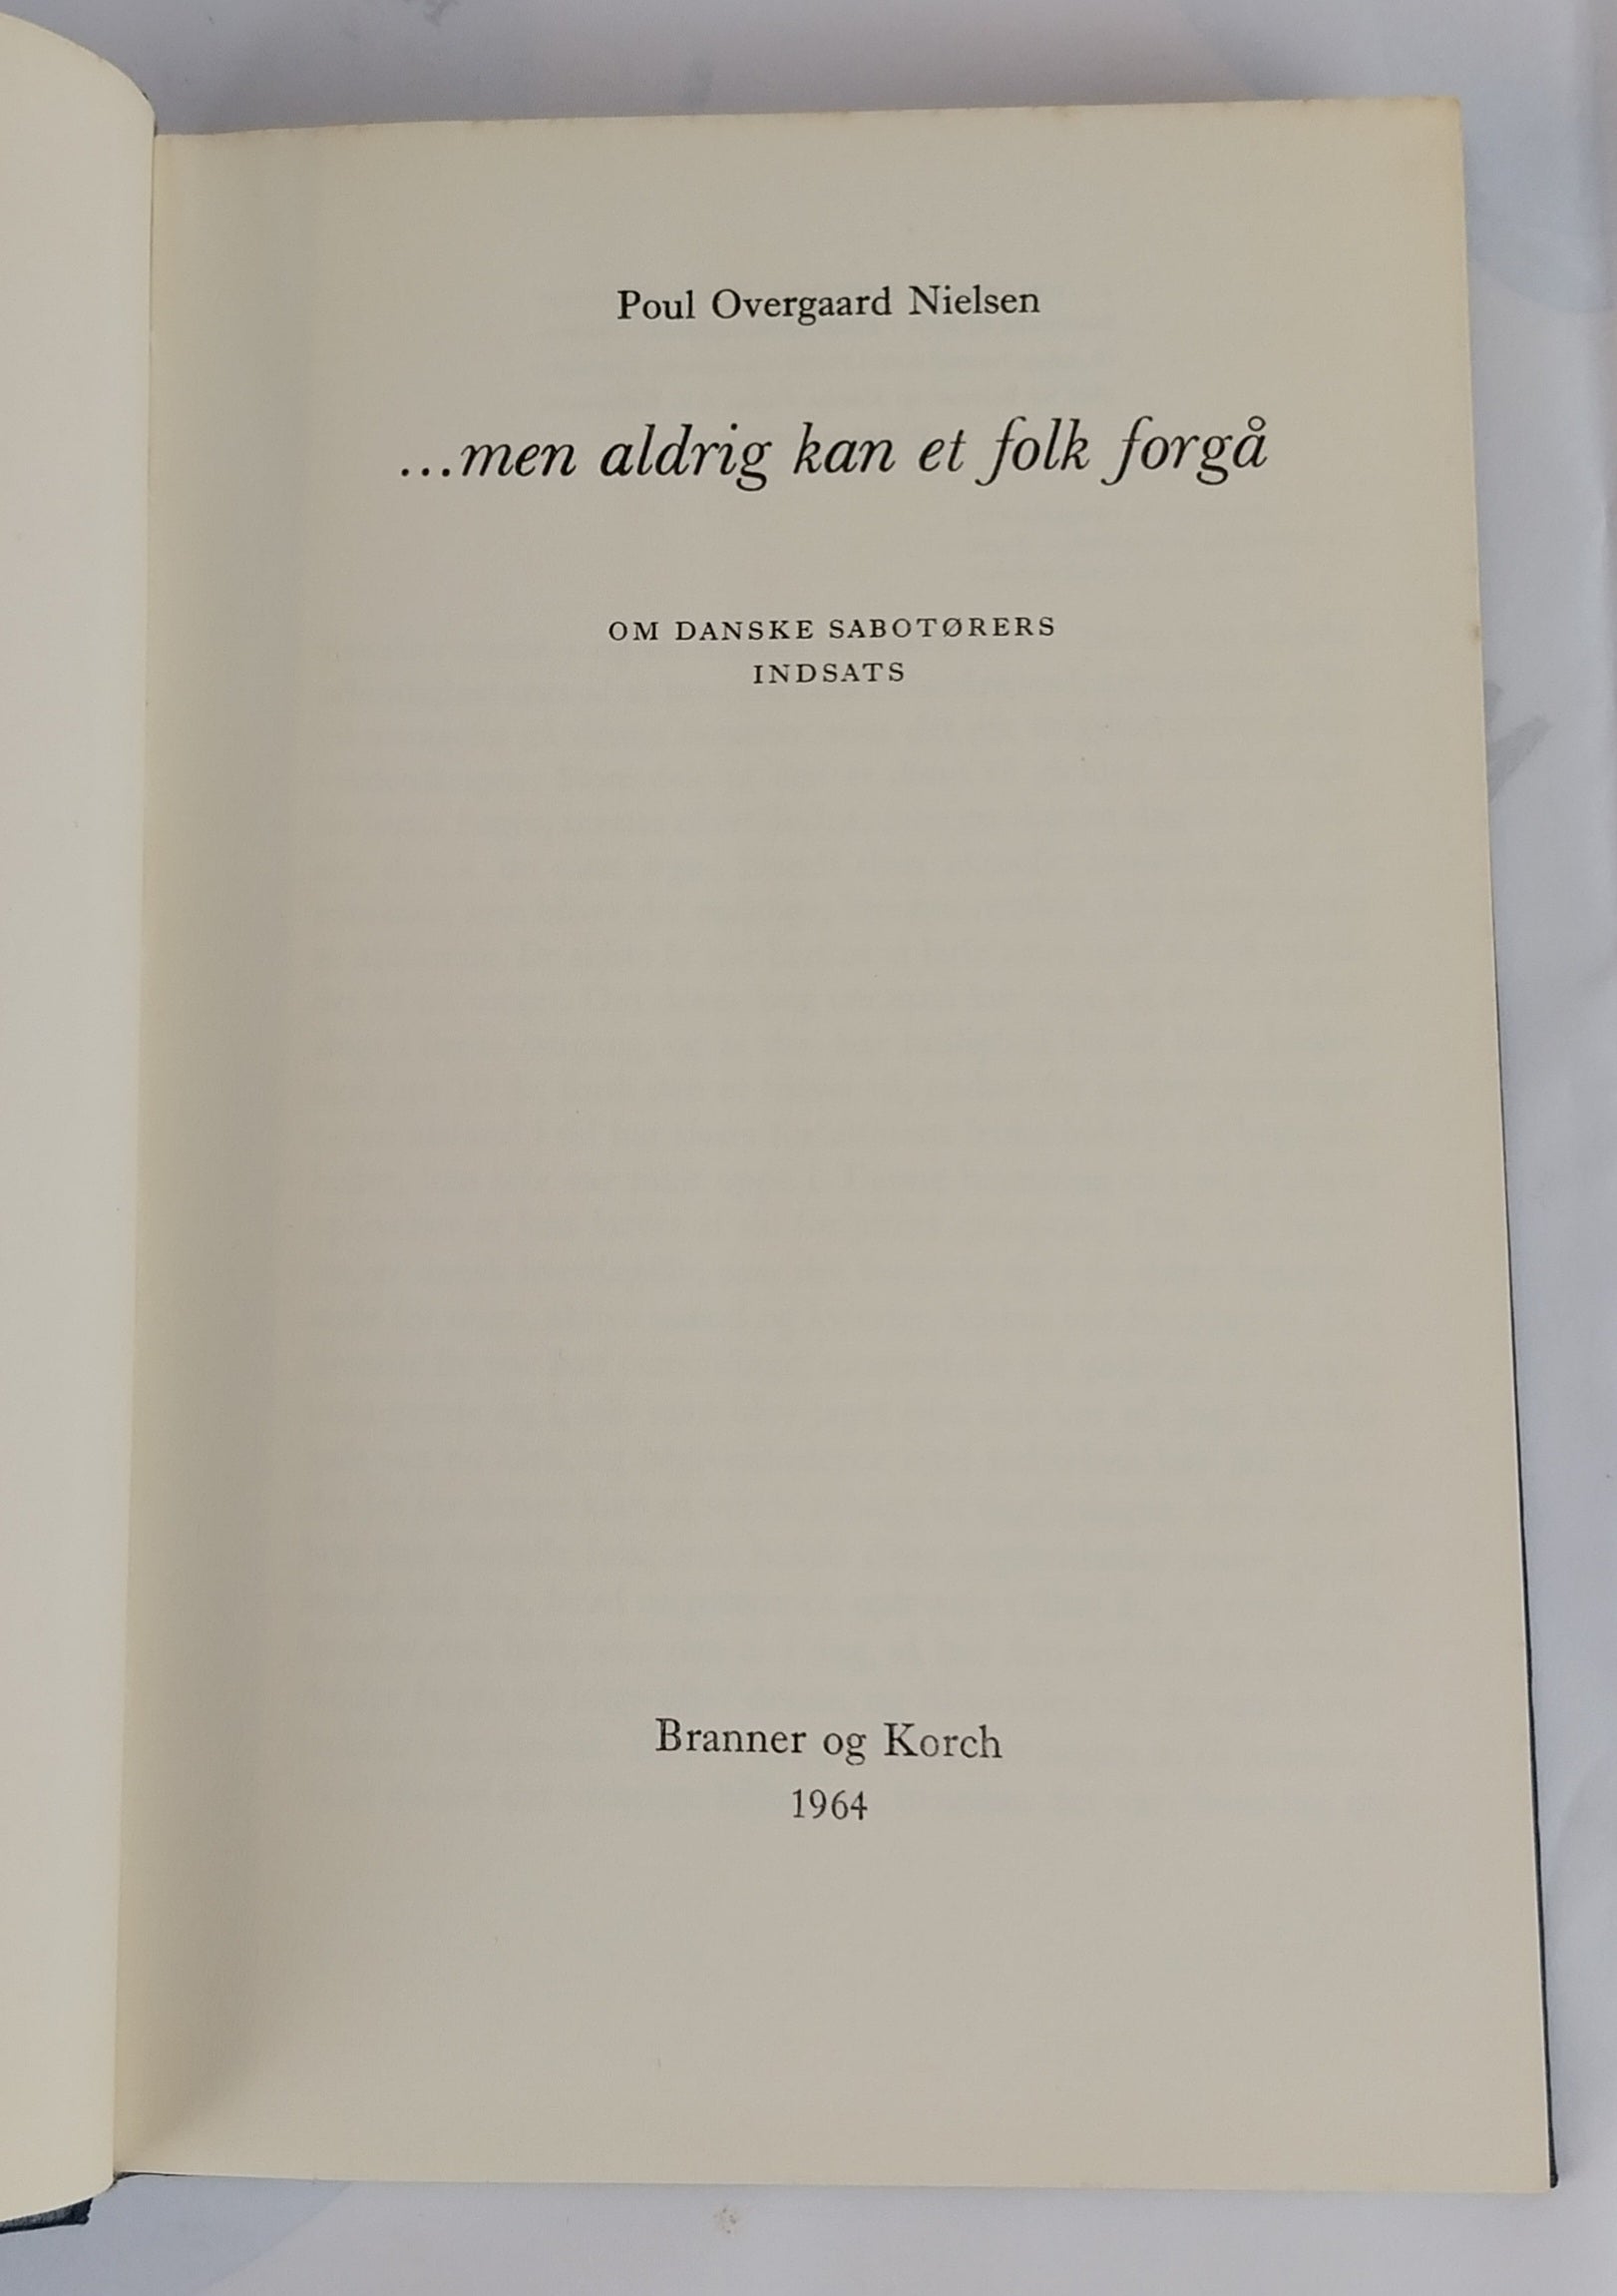 Poul Overgaard Nielsen
...men aldrig kan et folk forgå
OM DANSKE SABOTØRERS
INDSATS
Branner og Korch
1964